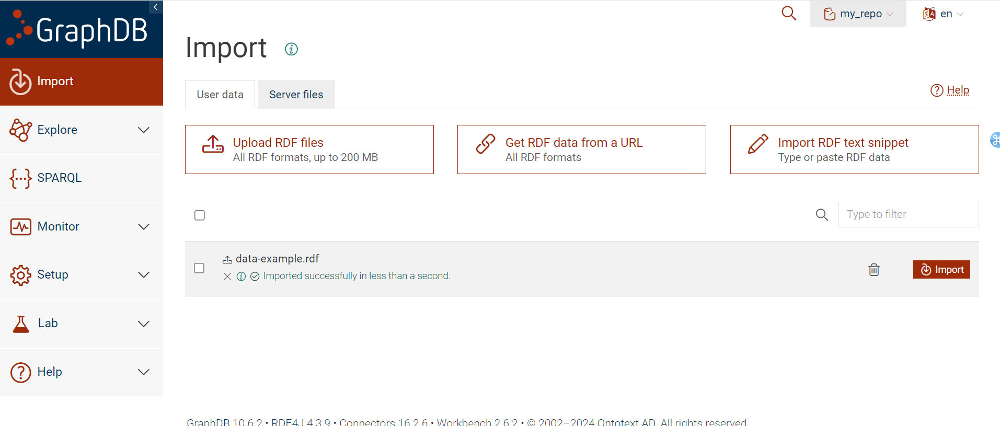 GraphDB
my_repo
en
Import
Import
User data
Server files
Help
Explore
Upload RDF files
All RDF formats, up to 200 MB
Get RDF data from a URL
All RDF formats
Import RDF text snippet
Type or paste RDF data
SPARQL
Type to filter
Monitor
data-example.rdf
Imported successfully in less than a second.
Import
Setup
Lab
Help
GraphDB 10.6.2 • RDF4J 4.3.9 • Connectors 16.2.6 • Workbench 2.6.2 • © 2002–2024 Ontotext AD. All rights reserved.